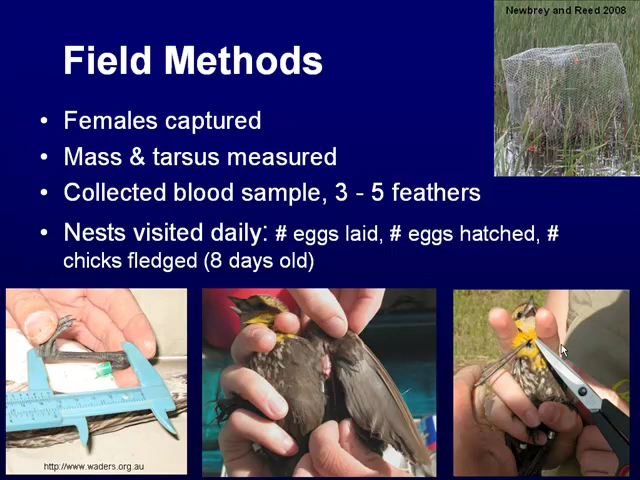 Newbrey and Reed 2008
Field Methods
• Females captured
• Mass & tarsus measured
• Collected blood sample, 3 - 5 feathers
• Nests visited daily: # eggs laid, # eggs hatched, #
chicks fledged (8 days old)
http://www.waders.org.au